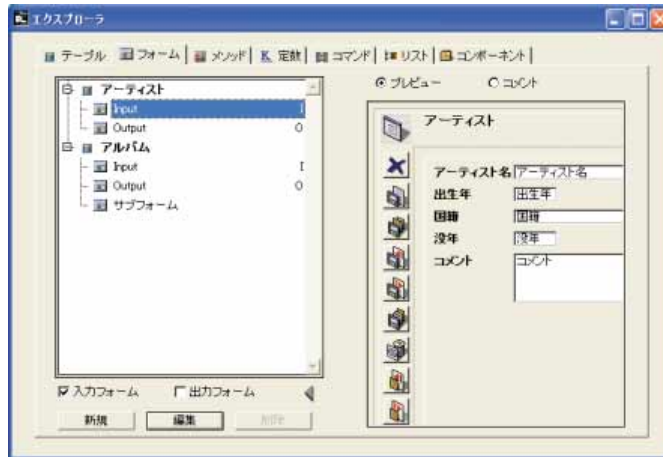 エクスプローラ
テーブル フォーム メソッド K 定数 コマンド リスト コンポーネント
アーティスト
Input I
Output O
アルバム
Input I
Output O
サブフォーム
入力フォーム 出力フォーム
新規 編集 削除
プレビュー コメント
アーティスト
アーティスト名 アーティスト名
出生年 出生年
国籍 国籍
没年 没年
コメント コメント